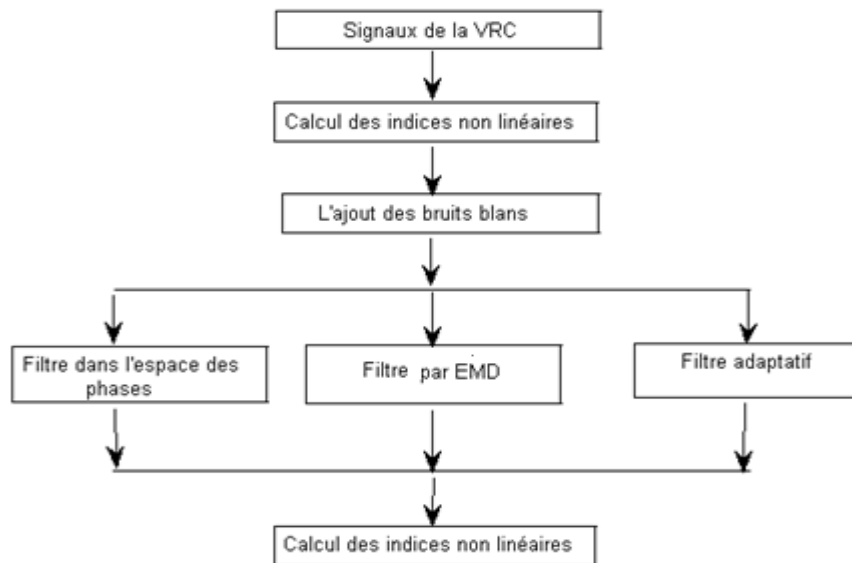 Signaux de la VRC
Calcul des indices non linéaires
L'ajout des bruits blans
Filtre dans l'espace des
phases
Filtre par EMD
Filtre adaptatif
Calcul des indices non linéaires